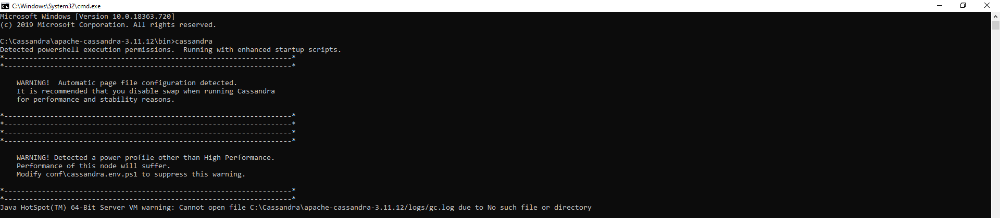 C:\Windows\System32\cmd.exe
Microsoft Windows [Version 10.0.18363.720]
(c) 2019 Microsoft Corporation. All rights reserved.
C:\Cassandra\apache-cassandra-3.11.12\bin>cassandra
Detected powershell execution permissions.  Running with enhanced startup scripts.
*---------------------------------------------------------------------*
*---------------------------------------------------------------------*
    WARNING!  Automatic page file configuration detected.
    It is recommended that you disable swap when running Cassandra
    for performance and stability reasons.
*---------------------------------------------------------------------*
*---------------------------------------------------------------------*
*---------------------------------------------------------------------*
*---------------------------------------------------------------------*
    WARNING! Detected a power profile other than High Performance.
    Performance of this node will suffer.
    Modify conf\cassandra.env.ps1 to suppress this warning.
*---------------------------------------------------------------------*
*---------------------------------------------------------------------*
Java HotSpot(TM) 64-Bit Server VM warning: Cannot open file C:\Cassandra\apache-cassandra-3.11.12/logs/gc.log due to No such file or directory